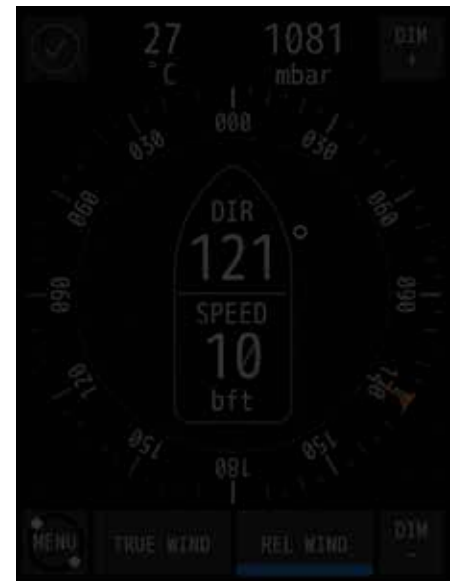 27 1081 DIM
°C mbar +
000
030 030
060 060
DIR
121°
090 090
SPEED
10
bft
120 120
150 150
180
MENU TRUE WIND REL WIND DIM
-